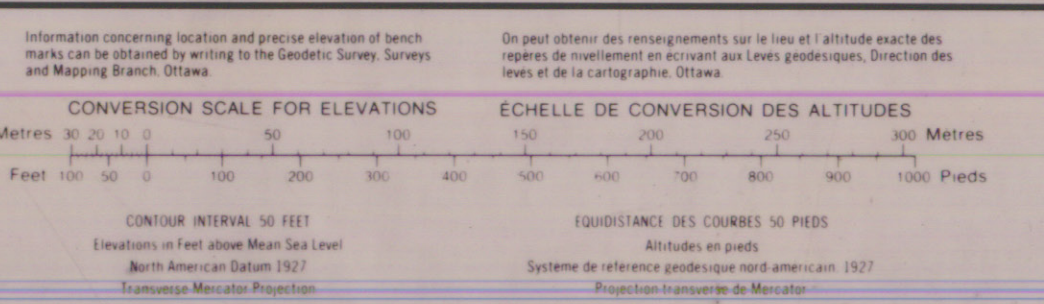 Information concerning location and precise elevation of bench
marks can be obtained by writing to the Geodetic Survey, Surveys
and Mapping Branch, Ottawa.
On peut obtenir des renseignements sur le lieu et l'altitude exacte des
repères de nivellement en ecrivant aux Levés geodesiques, Direction des
levés et de la cartographie, Ottawa.
CONVERSION SCALE FOR ELEVATIONS
ÉCHELLE DE CONVERSION DES ALTITUDES
Metres 30 20 10 0 50 100 150 200 250 300 Mètres
Feet 100 50 0 100 200 300 400 500 600 700 800 900 1000 Pieds
CONTOUR INTERVAL 50 FEET
Elevations in Feet above Mean Sea Level
North American Datum 1927
Transverse Mercator Projection
EQUIDISTANCE DES COURBES 50 PIEDS
Altitudes en pieds
Système de réference geodesique nord-américain 1927
Projection transverse de Mercator